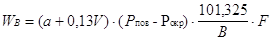 W_B = (a + 0,13V) · (P_пов - P_окр) · 101,325 / B · F